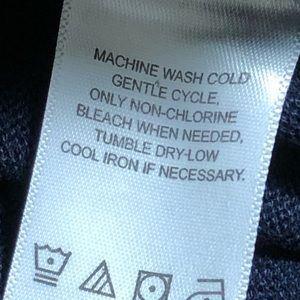 MACHINE WASH COLD
GENTLE CYCLE,
ONLY NON-CHLORINE
BLEACH WHEN NEEDED,
TUMBLE DRY-LOW
COOL IRON IF NECESSARY.